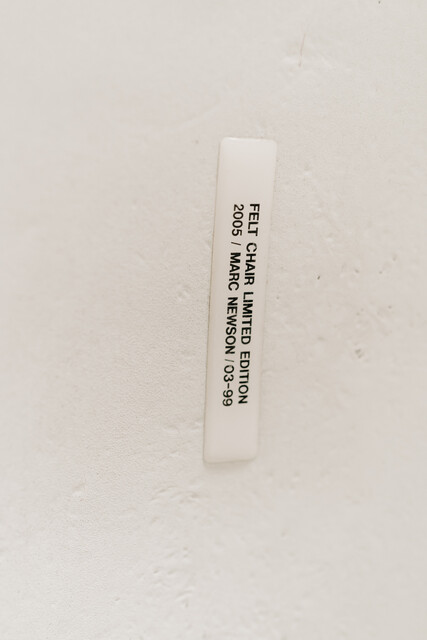 FELT CHAIR LIMITED EDITION
2005 / MARC NEWSON / 03-99